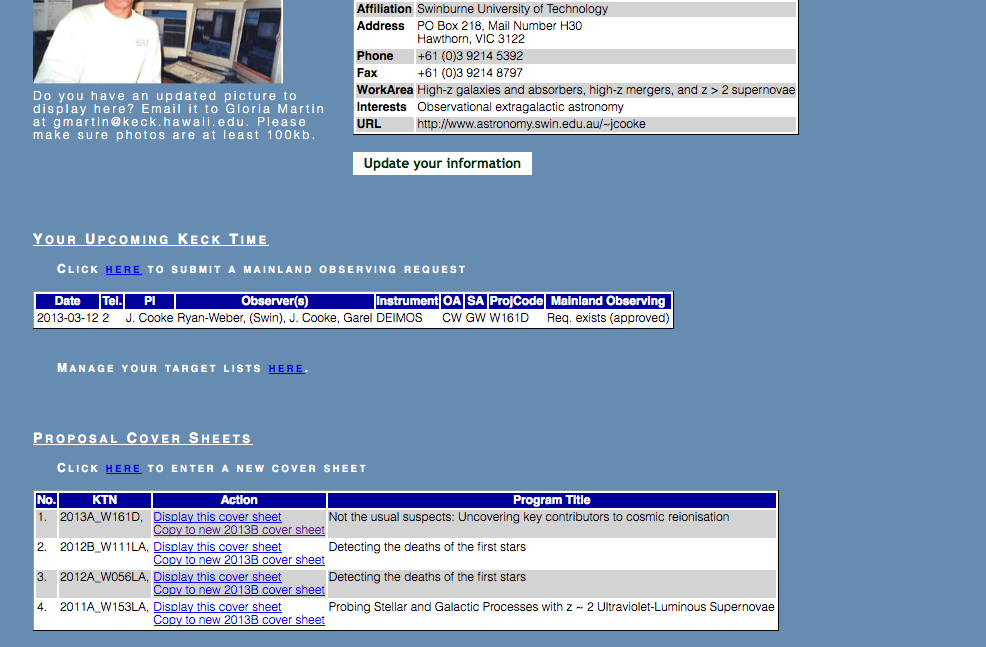 Affiliation Swinburne University of Technology
Address PO Box 218, Mail Number H30
Hawthorn, VIC 3122
Phone +61 (0)3 9214 5392
Fax +61 (0)3 9214 8797
WorkArea High-z galaxies and absorbers, high-z mergers, and z > 2 supernovae
Interests Observational extragalactic astronomy
URL http://www.astronomy.swin.edu.au/~jcooke
Do you have an updated picture to
display here? Email it to Gloria Martin
at gmartin@keck.hawaii.edu. Please
make sure photos are at least 100kb.
Update your information
Your Upcoming Keck Time
Click here to submit a mainland observing request
Date Tel. PI Observer(s) Instrument OA SA ProjCode Mainland Observing
2013-03-12 2 J. Cooke Ryan-Weber, (Swin), J. Cooke, Garel DEIMOS CW GW W161D Req. exists (approved)
Manage your target lists here.
Proposal Cover Sheets
Click here to enter a new cover sheet
No. KTN Action Program Title
1. 2013A_W161D, Display this cover sheet Not the usual suspects: Uncovering key contributors to cosmic reionisation
Copy to new 2013B cover sheet
2. 2012B_W111LA, Display this cover sheet Detecting the deaths of the first stars
Copy to new 2013B cover sheet
3. 2012A_W056LA, Display this cover sheet Detecting the deaths of the first stars
Copy to new 2013B cover sheet
4. 2011A_W153LA, Display this cover sheet Probing Stellar and Galactic Processes with z ~ 2 Ultraviolet-Luminous Supernovae
Copy to new 2013B cover sheet